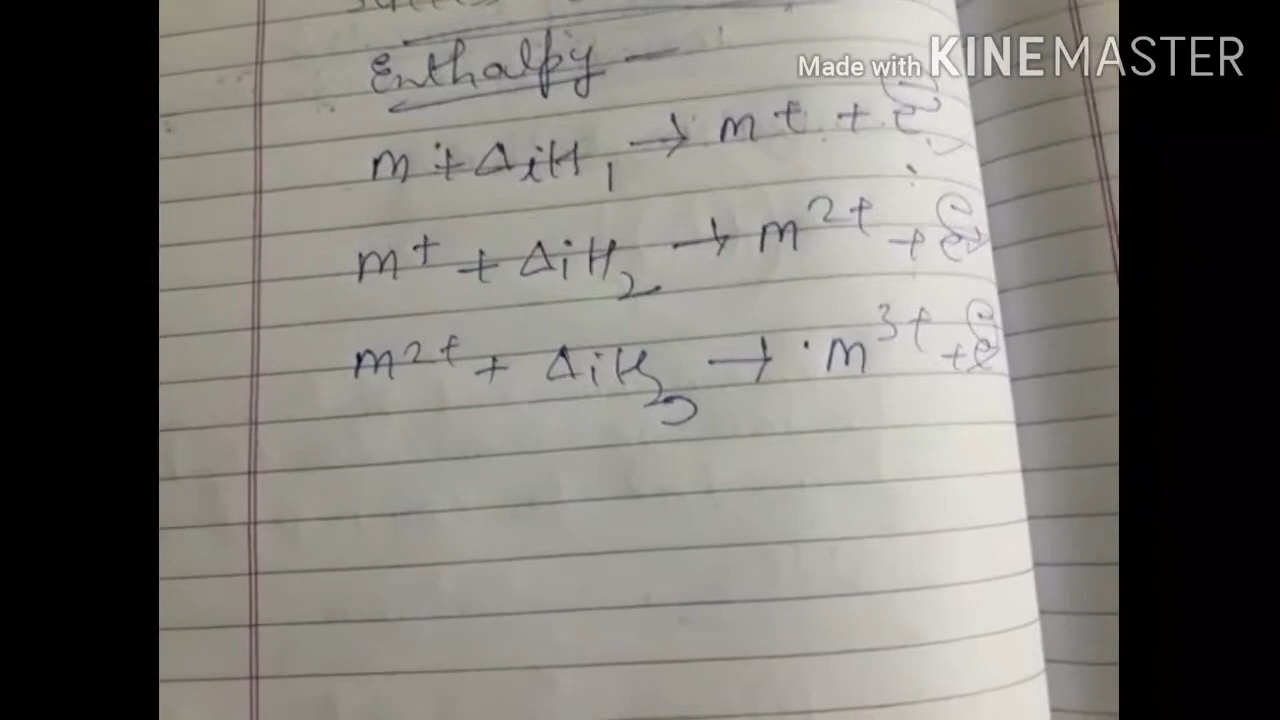 Made with KINEMASTER
Enthalpy —
m + ΔiH1 → m+ + e-
m+ + ΔiH2 → m2+ + e-
m2+ + ΔiH3 → m3+ + e-